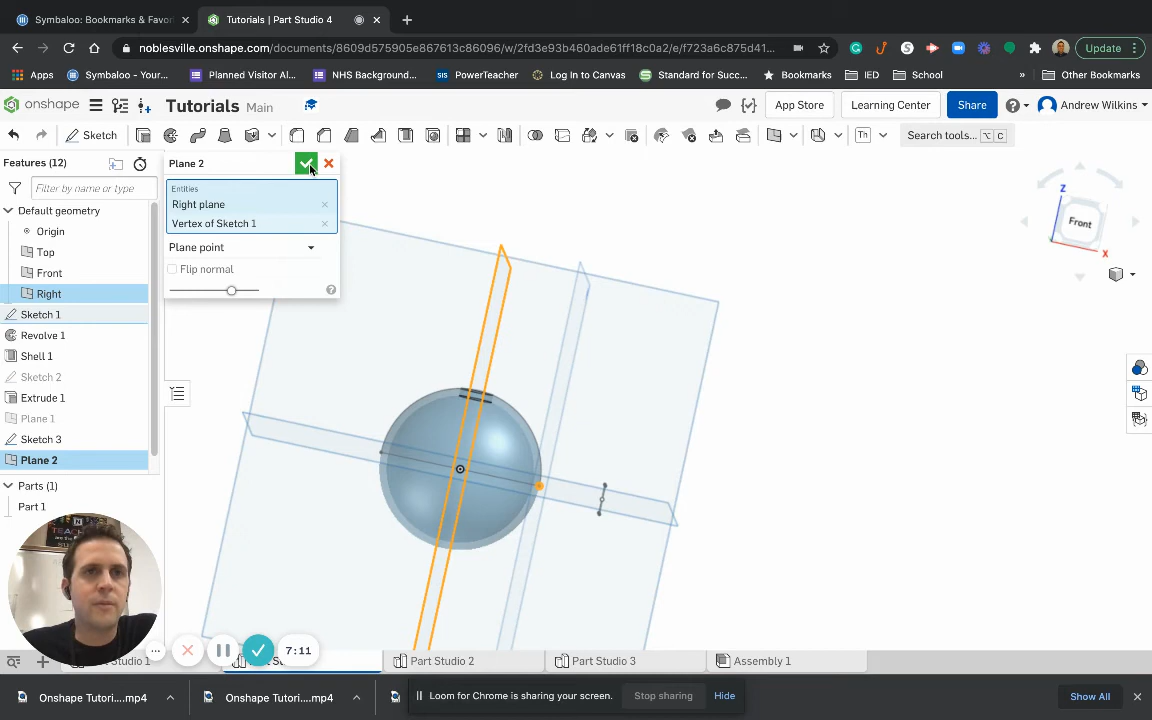 Symbaloo: Bookmarks & Favor
Tutorials | Part Studio 4
noblesville.onshape.com/documents/8609d575905e867613c86096/w/2fd3e93b460ade61ff18c0a2/e/f723a6c875d41...
Update
Apps
Symbaloo - Your...
Planned Visitor Al...
NHS Background...
SIS PowerTeacher
Log In to Canvas
Standard for Succ...
Bookmarks
IED
School
»
Other Bookmarks
onshape
Tutorials Main
App Store
Learning Center
Share
Andrew Wilkins
Sketch
Search tools... ⌥ C
Features (12)
Filter by name or type
Default geometry
Origin
Top
Front
Right
Sketch 1
Revolve 1
Shell 1
Sketch 2
Extrude 1
Plane 1
Sketch 3
Plane 2
Parts (1)
Part 1
Plane 2
Entities
Right plane
Vertex of Sketch 1
Plane point
Flip normal
Z
Front
X
7:11
Part Studio 2
Part Studio 3
Assembly 1
Onshape Tutori....mp4
Onshape Tutori....mp4
Loom for Chrome is sharing your screen.
Stop sharing
Hide
Show All